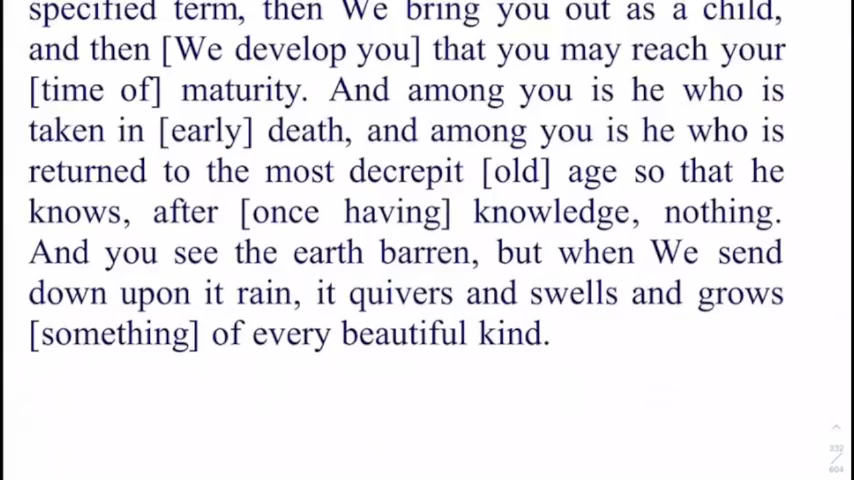 specified term, then We bring you out as a child,
and then [We develop you] that you may reach your
[time of] maturity. And among you is he who is
taken in [early] death, and among you is he who is
returned to the most decrepit [old] age so that he
knows, after [once having] knowledge, nothing.
And you see the earth barren, but when We send
down upon it rain, it quivers and swells and grows
[something] of every beautiful kind.
332
604